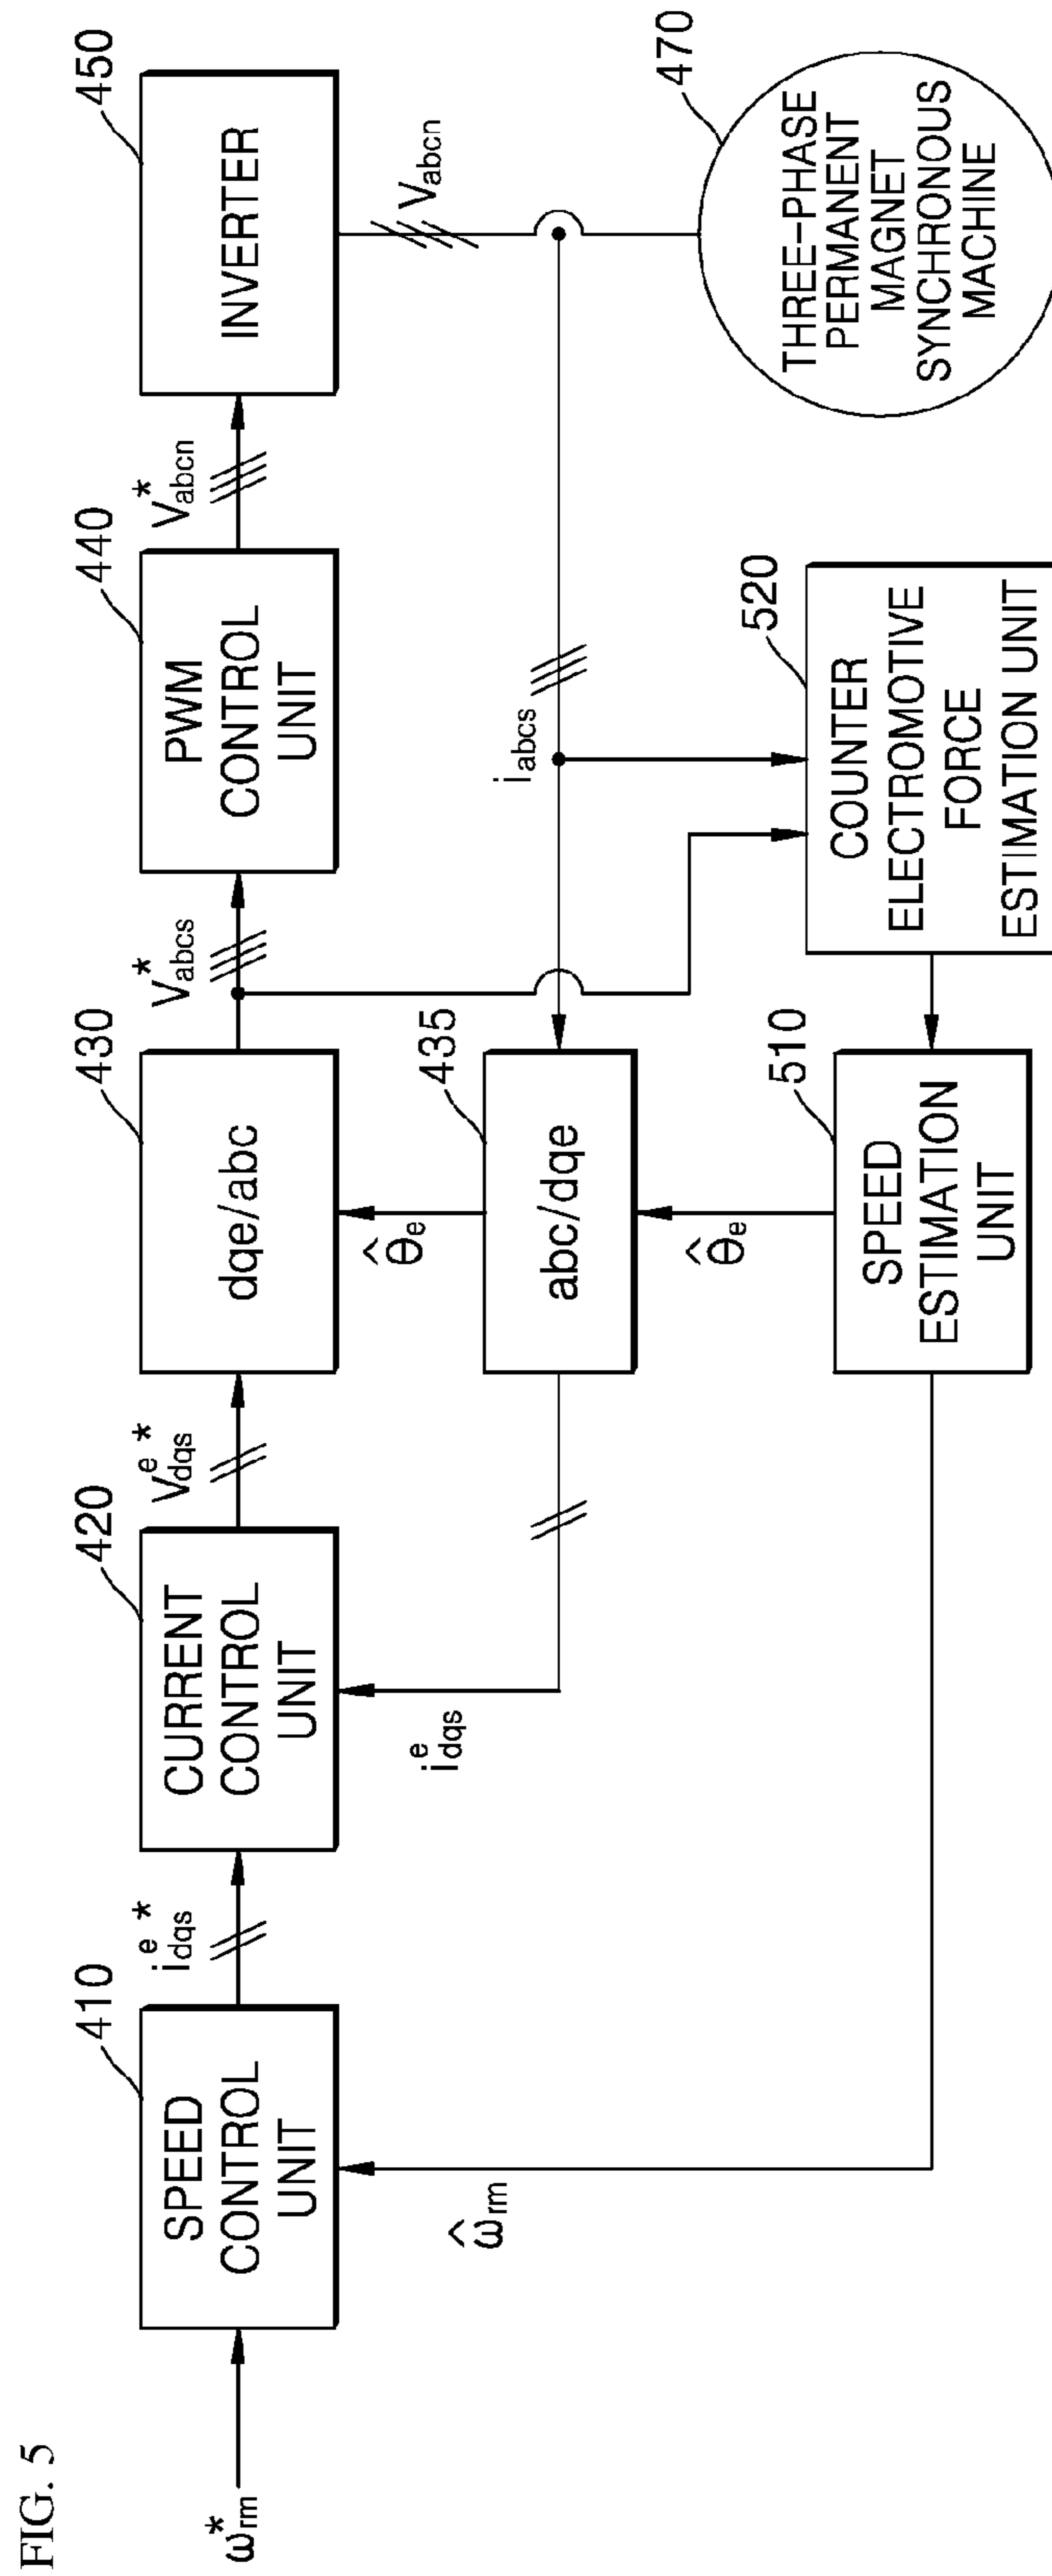 FIG. 5
ω*rm
410
SPEED
CONTROL
UNIT
i^e*dqs
420
CURRENT
CONTROL
UNIT
V^e*dqs
430
dqe/abc
V*abcs
440
PWM
CONTROL
UNIT
V*abcn
450
INVERTER
Vabcn
ω̂rm
i^e dqs
θ̂e
435
abc/dqe
iabcs
θ̂e
510
SPEED
ESTIMATION
UNIT
520
COUNTER
ELECTROMOTIVE
FORCE
ESTIMATION UNIT
470
THREE-PHASE
PERMANENT
MAGNET
SYNCHRONOUS
MACHINE